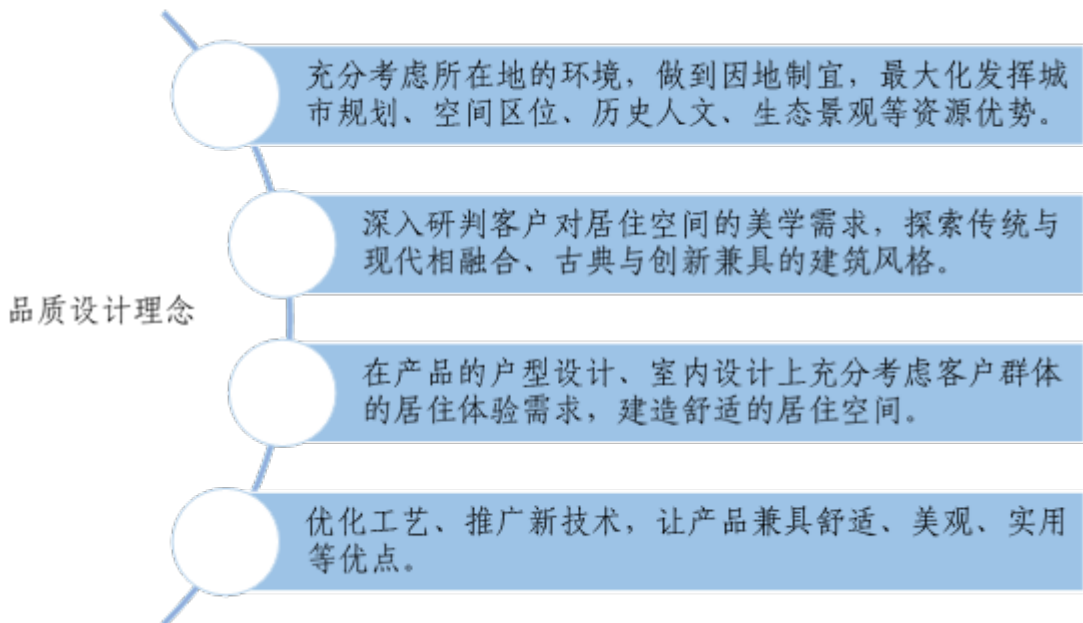 充分考虑所在地的环境，做到因地制宜，最大化发挥城
市规划、空间区位、历史人文、生态景观等资源优势。
深入研判客户对居住空间的美学需求，探索传统与
现代相融合、古典与创新兼具的建筑风格。
品质设计理念
在产品的户型设计、室内设计上充分考虑客户群体
的居住体验需求，建造舒适的居住空间。
优化工艺、推广新技术，让产品兼具舒适、美观、实用
等优点。